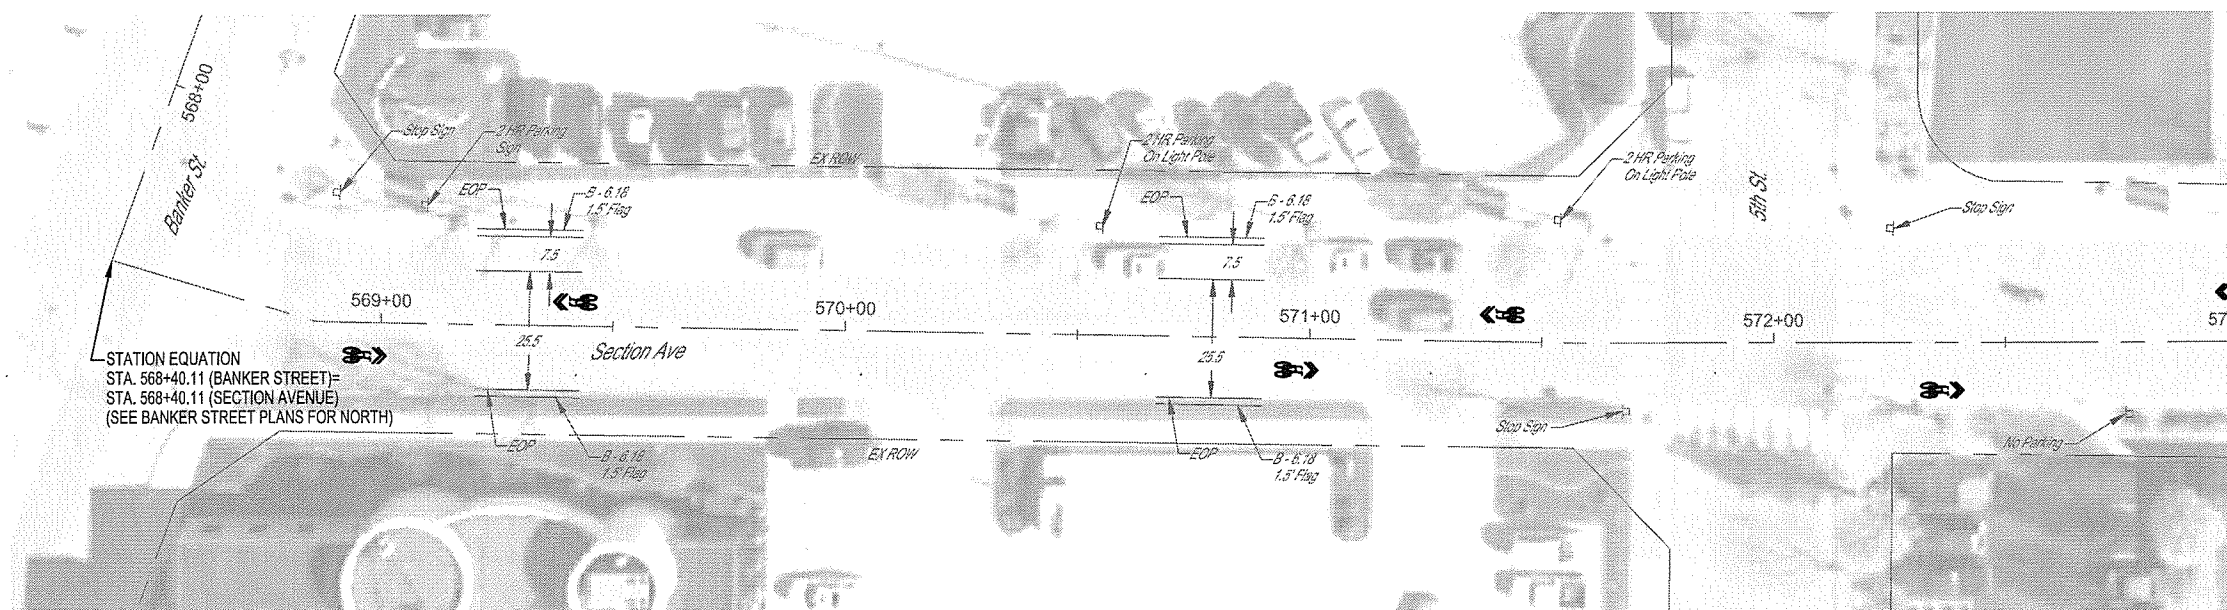 568+00
Banker St.
Stop Sign
2 HR Parking
Sign
EX ROW
2 HR Parking
On Light Pole
2 HR Parking
On Light Pole
5th St.
Stop Sign
EOP
B - 6.18
1.5' Flag
7.5
EOP
B - 6.18
1.5' Flag
7.5
569+00
570+00
571+00
572+00
57
25.5
Section Ave
25.5
STATION EQUATION
STA. 568+40.11 (BANKER STREET)=
STA. 568+40.11 (SECTION AVENUE)
(SEE BANKER STREET PLANS FOR NORTH)
EOP
B - 6.18
1.5' Flag
EX ROW
EOP
B - 6.18
1.5' Flag
Stop Sign
No Parking